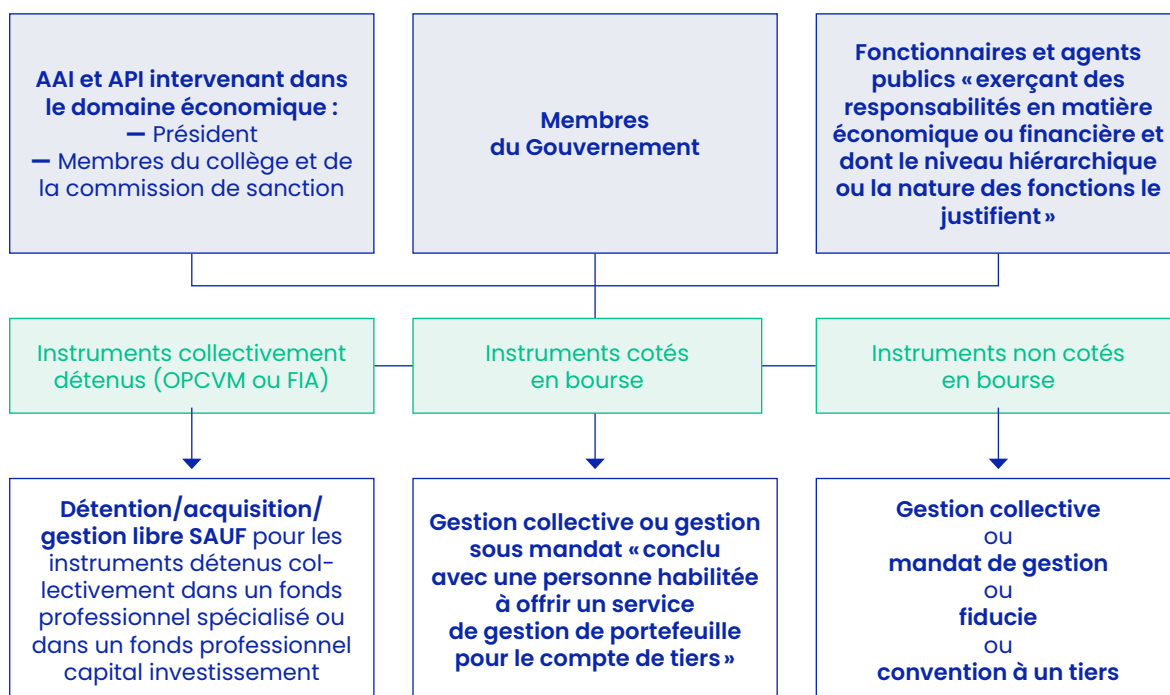 AAI et API intervenant dans
le domaine économique :
— Président
— Membres du collège et de
la commission de sanction
Membres
du Gouvernement
Fonctionnaires et agents
publics « exerçant des
responsabilités en matière
économique ou financière et
dont le niveau hiérarchique
ou la nature des fonctions le
justifient »
Instruments collectivement
détenus (OPCVM ou FIA)
Instruments cotés
en bourse
Instruments non cotés
en bourse
Détention/acquisition/
gestion libre SAUF pour les
instruments détenus col-
lectivement dans un fonds
professionnel spécialisé ou
dans un fonds professionnel
capital investissement
Gestion collective ou gestion
sous mandat « conclu
avec une personne habilitée
à offrir un service
de gestion de portefeuille
pour le compte de tiers »
Gestion collective
ou
mandat de gestion
ou
fiducie
ou
convention à un tiers